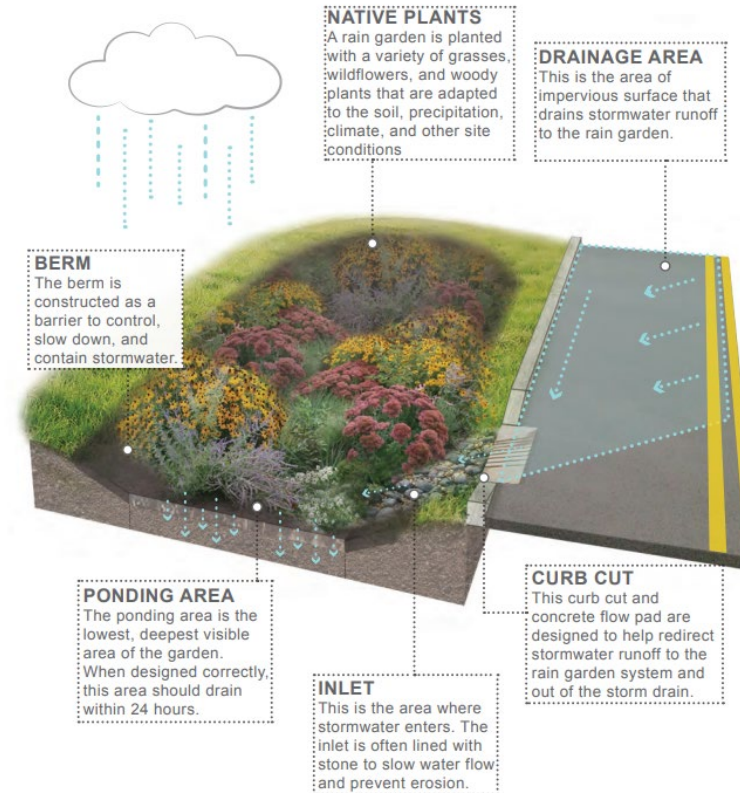 NATIVE PLANTS
A rain garden is planted
with a variety of grasses,
wildflowers, and woody
plants that are adapted
to the soil, precipitation,
climate, and other site
conditions
DRAINAGE AREA
This is the area of
impervious surface that
drains stormwater runoff
to the rain garden.
BERM
The berm is
constructed as a
barrier to control,
slow down, and
contain stormwater.
PONDING AREA
The ponding area is the
lowest, deepest visible
area of the garden.
When designed correctly,
this area should drain
within 24 hours.
INLET
This is the area where
stormwater enters. The
inlet is often lined with
stone to slow water flow
and prevent erosion.
CURB CUT
This curb cut and
concrete flow pad are
designed to help redirect
stormwater runoff to the
rain garden system and
out of the storm drain.